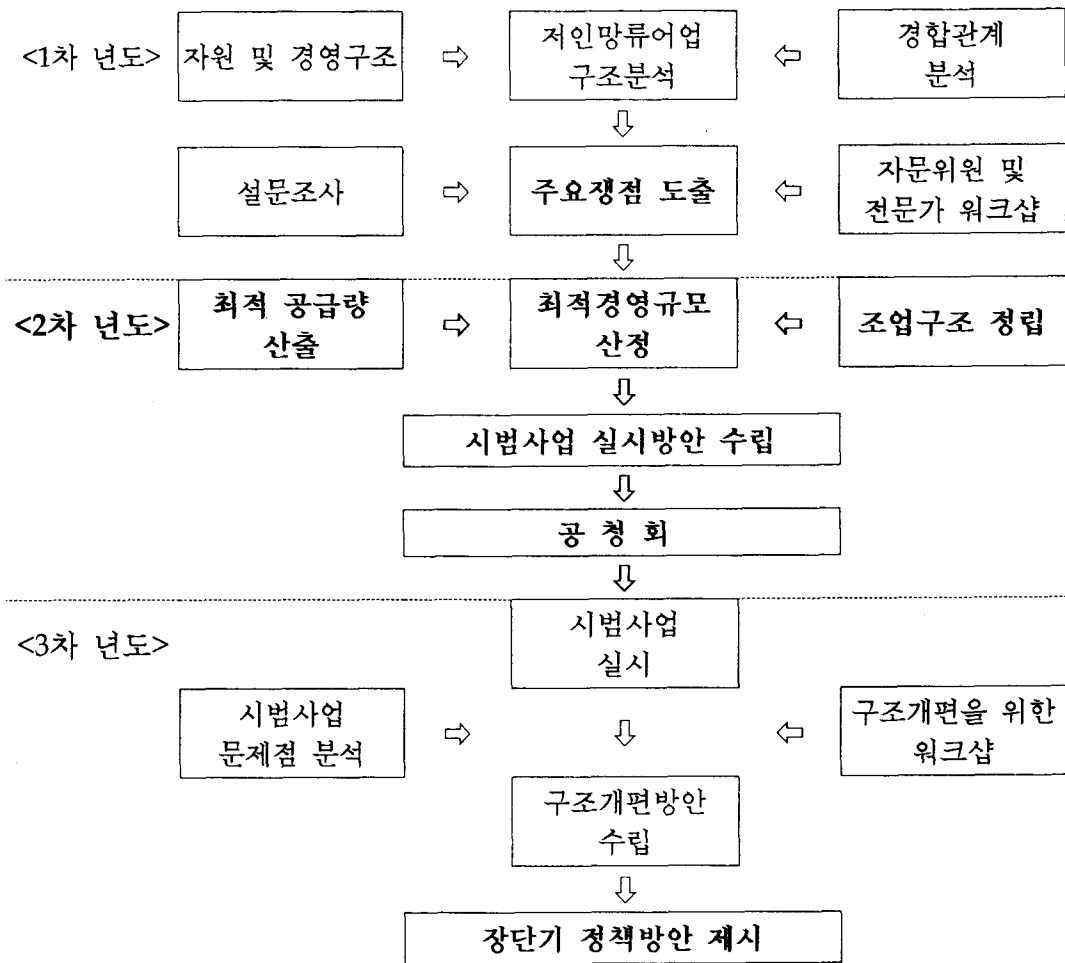 <1차 년도>
자원 및 경영구조
⇨
저인망류어업
구조분석
⇦
경합관계
분석
⇩
설문조사
⇨
주요쟁점 도출
⇦
자문위원 및
전문가 워크샵
⇩
<2차 년도>
최적 공급량
산출
⇨
최적경영규모
산정
⇦
조업구조 정립
⇩
시범사업 실시방안 수립
⇩
공 청 회
⇩
<3차 년도>
시범사업
실시
시범사업
문제점 분석
⇨
⇩
⇦
구조개편을 위한
워크샵
구조개편방안
수립
⇩
장단기 정책방안 제시